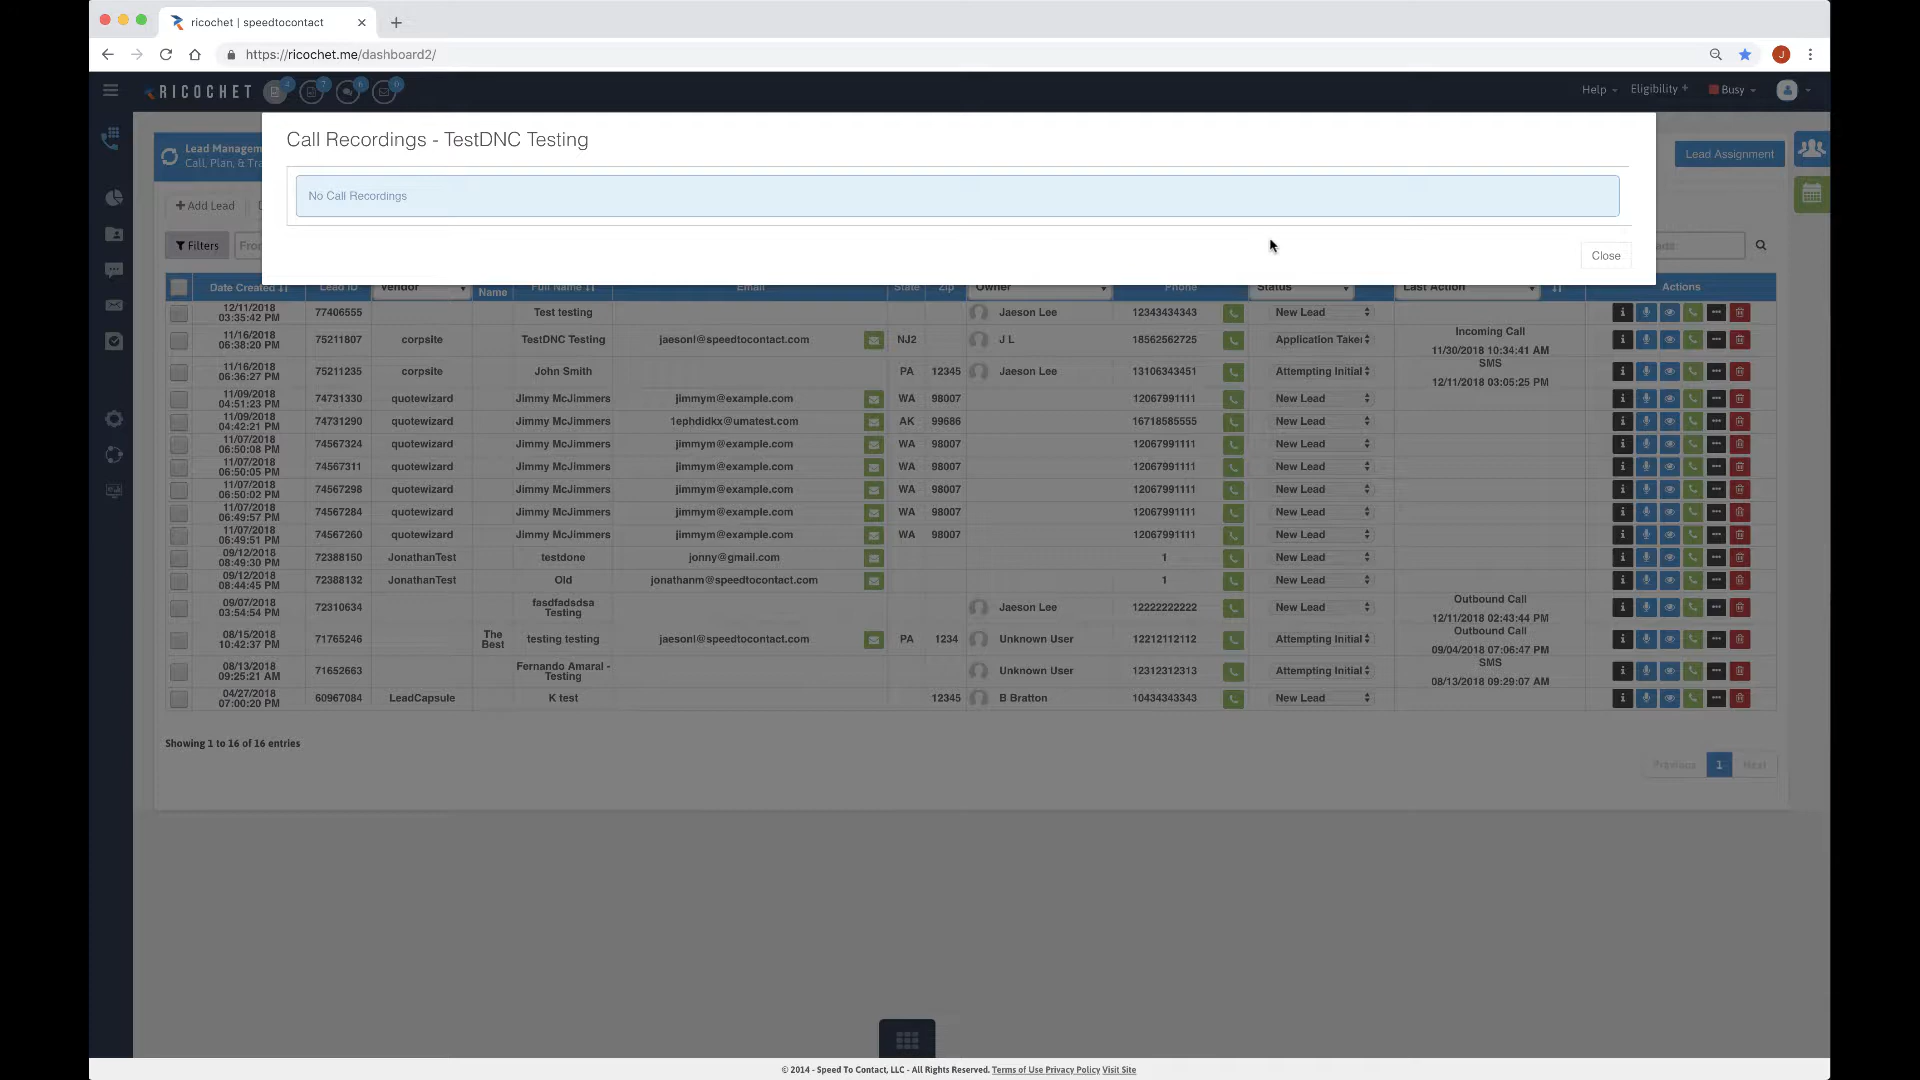 ricochet | speedtocontact
https://ricochet.me/dashboard2/
J
RICOCHET
Help
Eligibility +
Busy
Call Recordings - TestDNC Testing
No Call Recordings
Close
Lead Managem
Call, Plan, & Tra
Lead Assignment
+ Add Lead
Filters
From
Date Created Lead ID Vendor Name Full Name Email State Zip Owner Phone Status Last Action Actions
12/11/2018 03:35:42 PM 77406555 Test testing Jaeson Lee 12343434343 New Lead
11/16/2018 06:38:20 PM 75211807 corpsite TestDNC Testing jaesonl@speedtocontact.com NJ2 J L 18562562725 Application Taken Incoming Call 11/30/2018 10:34:41 AM
11/16/2018 06:36:27 PM 75211235 corpsite John Smith PA 12345 Jaeson Lee 13106343451 Attempting Initial SMS 12/11/2018 03:05:25 PM
11/09/2018 04:51:23 PM 74731330 quotewizard Jimmy McJimmers jimmym@example.com WA 98007 12067991111 New Lead
11/09/2018 04:42:21 PM 74731290 quotewizard Jimmy McJimmers 1ephdidkx@umatest.com AK 99686 16718585555 New Lead
11/07/2018 06:50:08 PM 74567324 quotewizard Jimmy McJimmers jimmym@example.com WA 98007 12067991111 New Lead
11/07/2018 06:50:05 PM 74567311 quotewizard Jimmy McJimmers jimmym@example.com WA 98007 12067991111 New Lead
11/07/2018 06:50:02 PM 74567298 quotewizard Jimmy McJimmers jimmym@example.com WA 98007 12067991111 New Lead
11/07/2018 06:49:57 PM 74567284 quotewizard Jimmy McJimmers jimmym@example.com WA 98007 12067991111 New Lead
11/07/2018 06:49:51 PM 74567260 quotewizard Jimmy McJimmers jimmym@example.com WA 98007 12067991111 New Lead
09/12/2018 08:49:30 PM 72388150 JonathanTest testdone jonny@gmail.com 1 New Lead
09/12/2018 08:44:45 PM 72388132 JonathanTest Old jonathanm@speedtocontact.com 1 New Lead
09/07/2018 03:54:54 PM 72310634 fasdfadsdsa Testing Jaeson Lee 12222222222 New Lead Outbound Call 12/11/2018 02:43:44 PM
08/15/2018 10:42:37 PM 71765246 The Best testing testing jaesonl@speedtocontact.com PA 1234 Unknown User 12212112112 Attempting Initial Outbound Call 09/04/2018 07:06:47 PM
08/13/2018 09:25:21 AM 71652663 Fernando Amaral - Testing Unknown User 12312312313 Attempting Initial SMS 08/13/2018 09:29:07 AM
04/27/2018 07:00:20 PM 60967084 LeadCapsule K test 12345 B Bratton 10434343343 New Lead
Showing 1 to 16 of 16 entries
Previous 1 Next
© 2014 - Speed To Contact, LLC - All Rights Reserved. Terms of Use Privacy Policy Visit Site